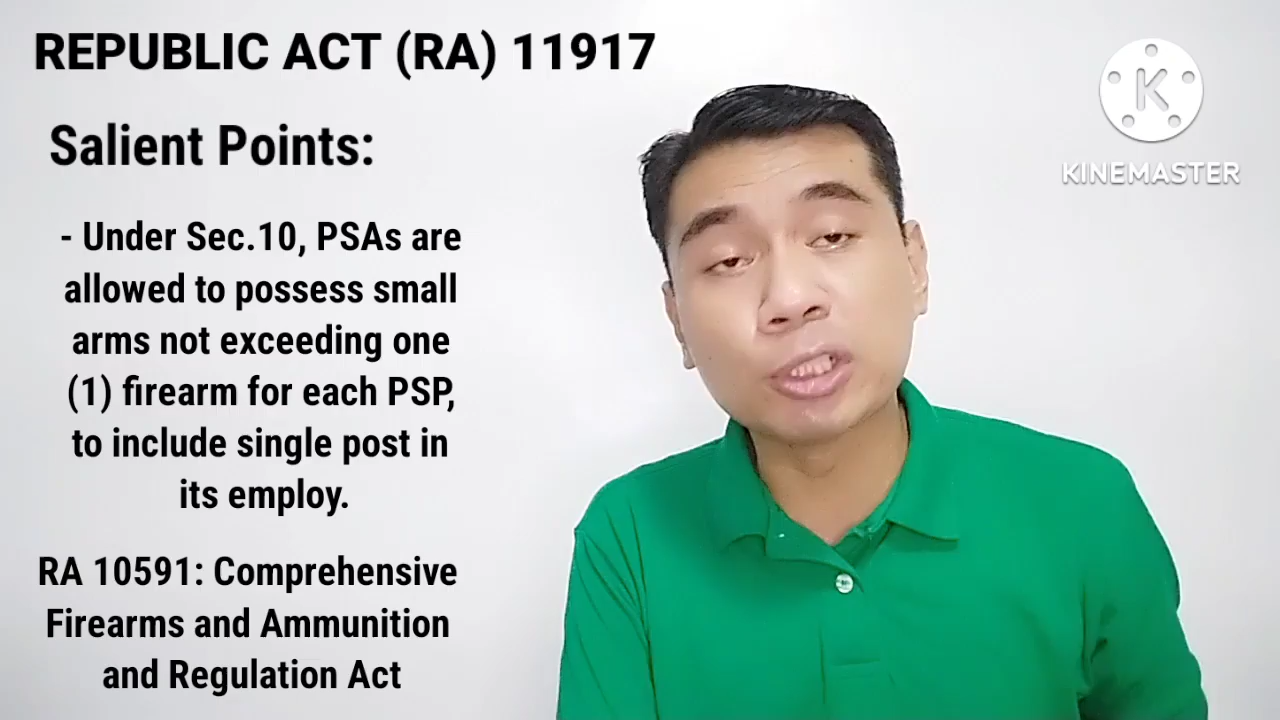 REPUBLIC ACT (RA) 11917
Salient Points:
- Under Sec.10, PSAs are
allowed to possess small
arms not exceeding one
(1) firearm for each PSP,
to include single post in
its employ.
RA 10591: Comprehensive
Firearms and Ammunition
and Regulation Act
K
KINEMASTER